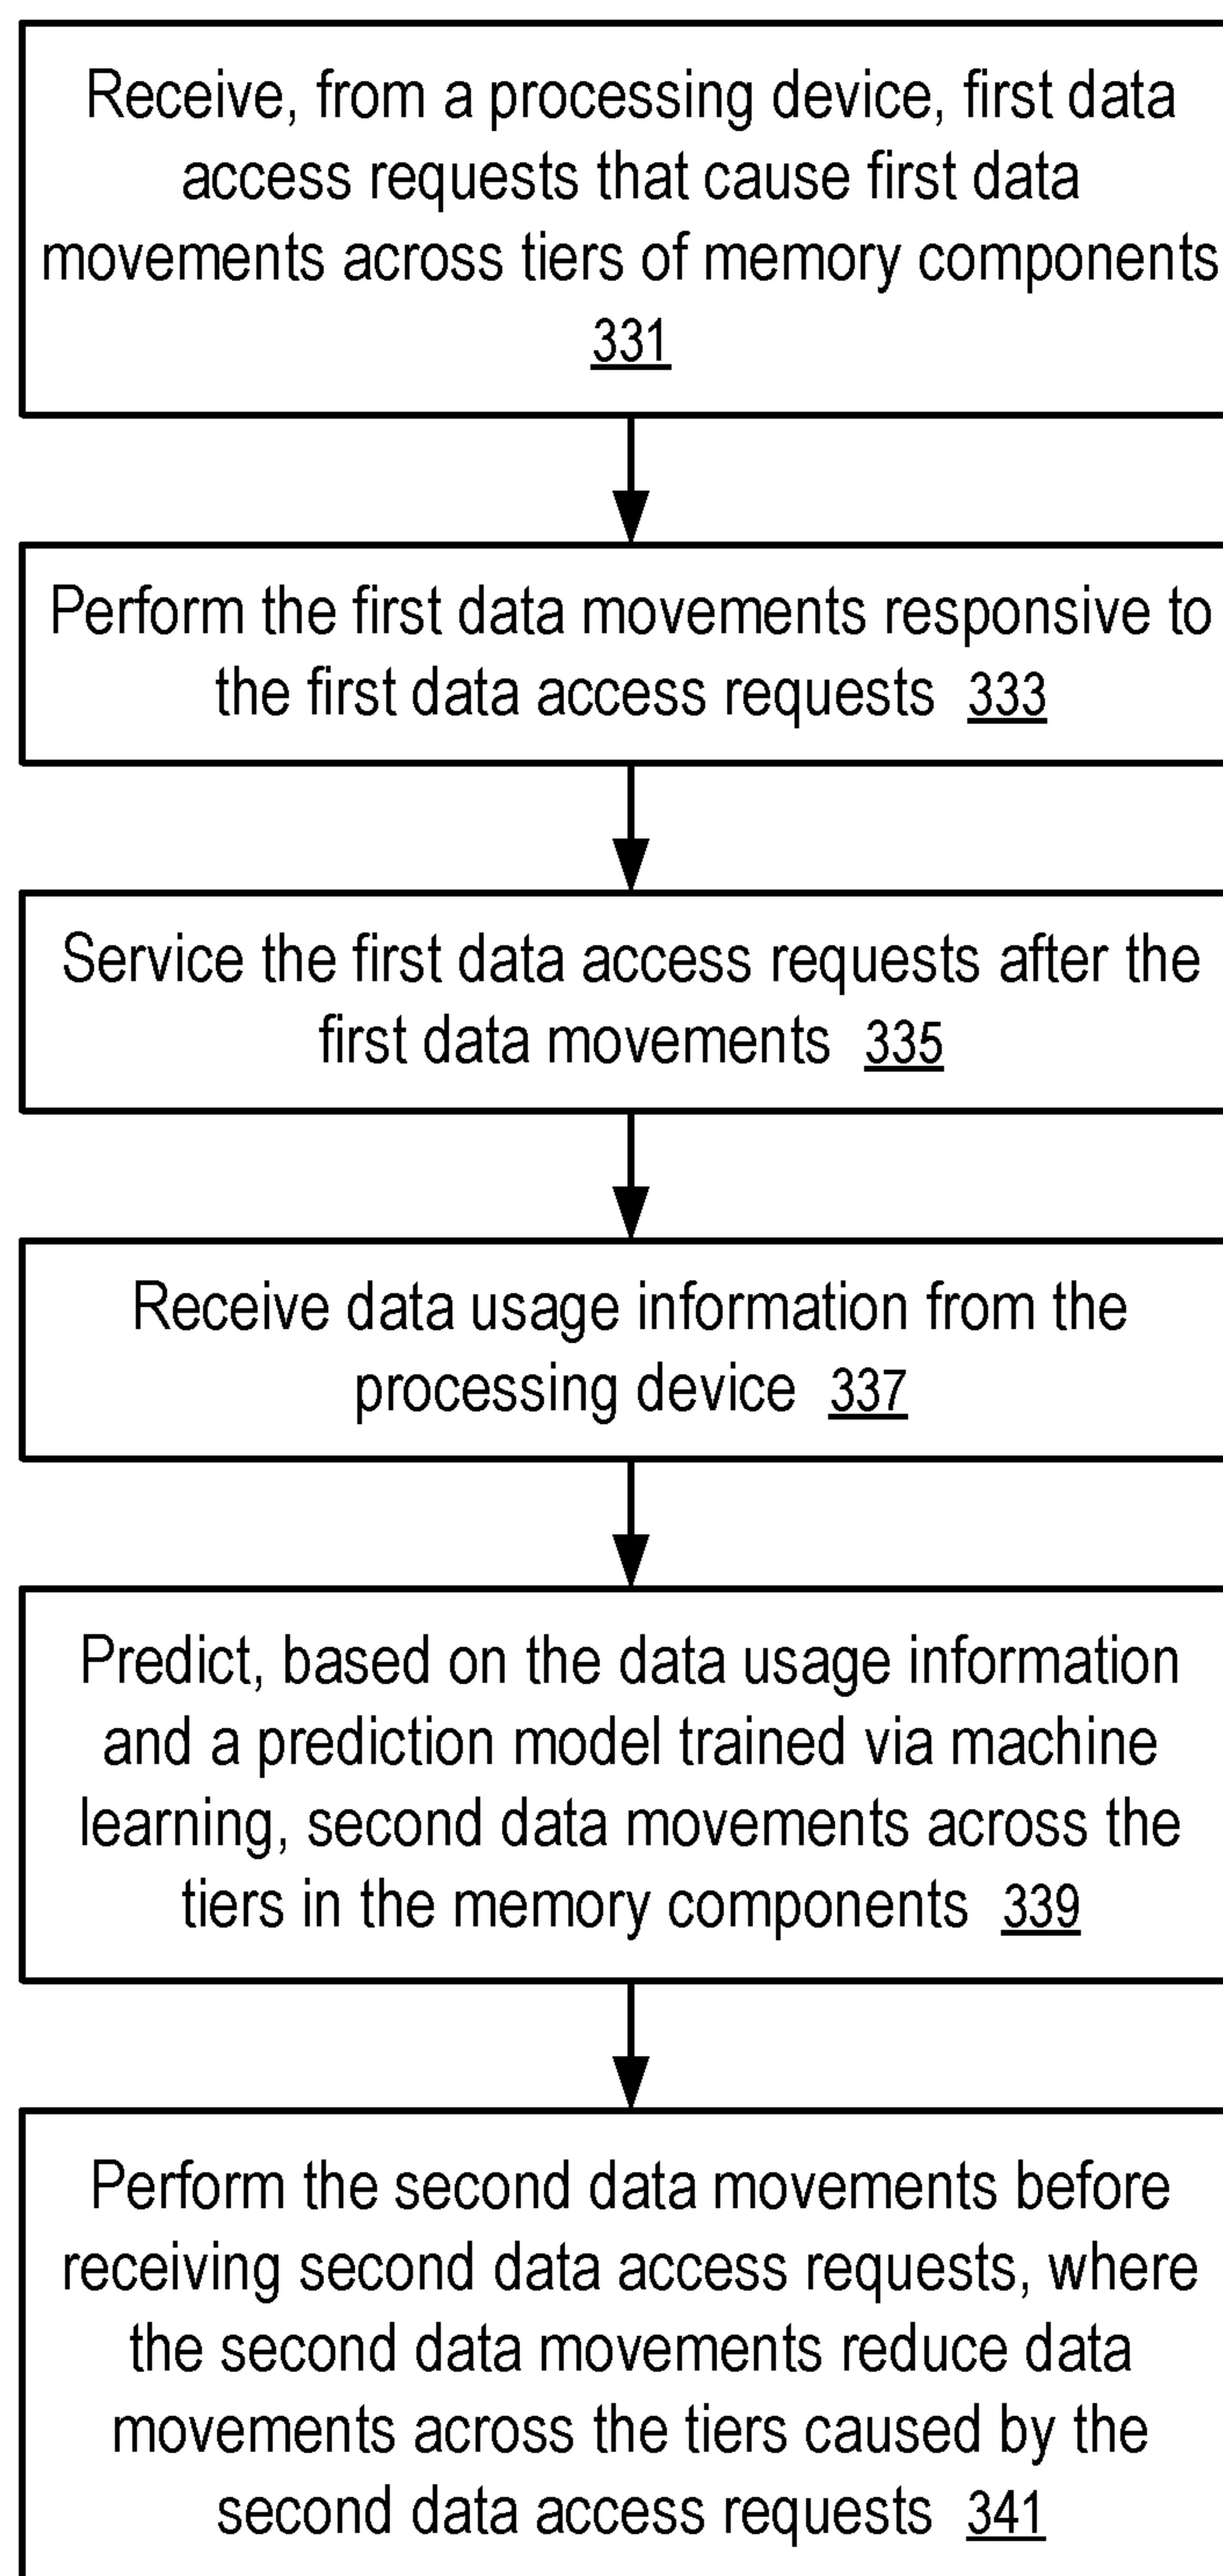 Receive, from a processing device, first data
access requests that cause first data
movements across tiers of memory components
331
Perform the first data movements responsive to
the first data access requests 333
Service the first data access requests after the
first data movements 335
Receive data usage information from the
processing device 337
Predict, based on the data usage information
and a prediction model trained via machine
learning, second data movements across the
tiers in the memory components 339
Perform the second data movements before
receiving second data access requests, where
the second data movements reduce data
movements across the tiers caused by the
second data access requests 341